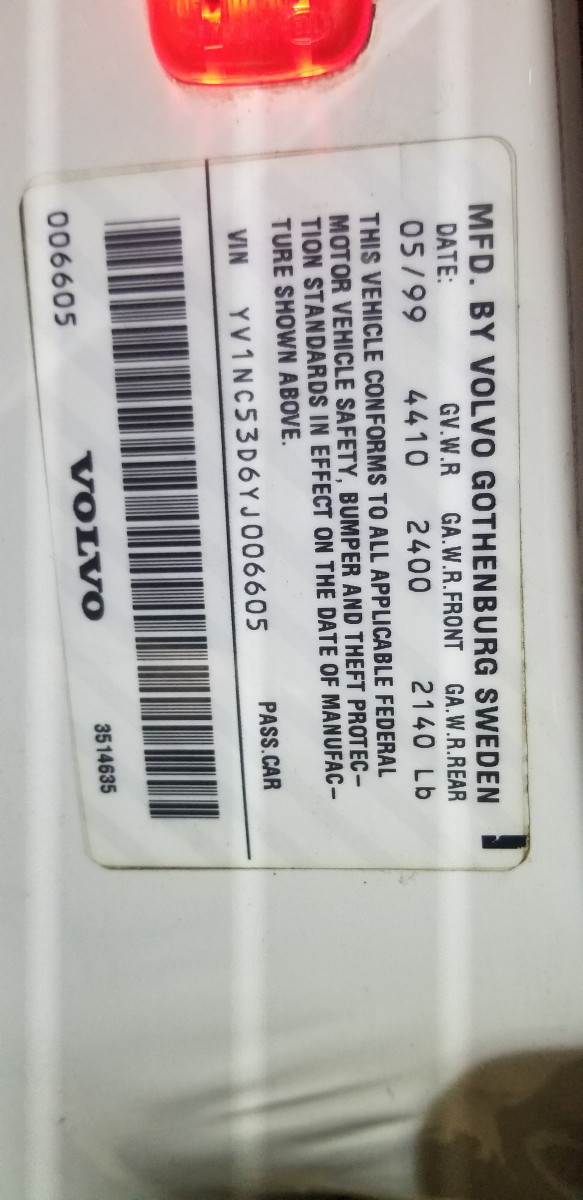 MFD. BY VOLVO GOTHENBURG SWEDEN
DATE: GV.W.R GA.W.R.FRONT GA.W.R.REAR
05/99 4410 2400 2140 Lb
THIS VEHICLE CONFORMS TO ALL APPLICABLE FEDERAL
MOTOR VEHICLE SAFETY, BUMPER AND THEFT PROTEC-
TION STANDARDS IN EFFECT ON THE DATE OF MANUFAC-
TURE SHOWN ABOVE.
PASS.CAR
VIN YV1NC53D6YJ006605
006605 VOLVO 3514635